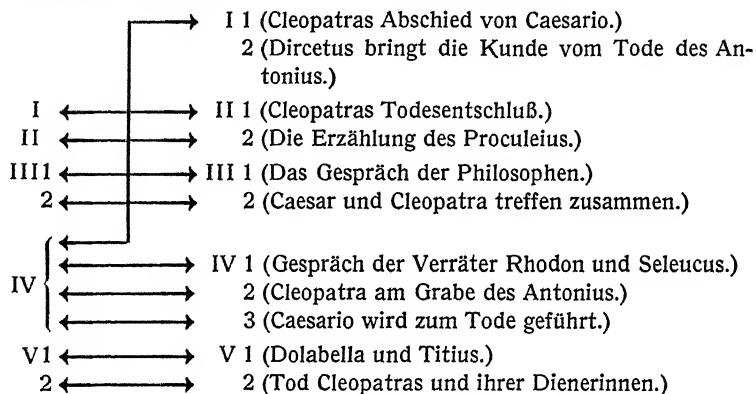 I 1 (Cleopatras Abschied von Caesario.)
2 (Dircetus bringt die Kunde vom Tode des An-
tonius.)
I II 1 (Cleopatras Todesentschluß.)
II 2 (Die Erzählung des Proculeius.)
III1 III 1 (Das Gespräch der Philosophen.)
2 2 (Caesar und Cleopatra treffen zusammen.)
IV 1 (Gespräch der Verräter Rhodon und Seleucus.)
IV 2 (Cleopatra am Grabe des Antonius.)
3 (Caesario wird zum Tode geführt.)
V1 V 1 (Dolabella und Titius.)
2 2 (Tod Cleopatras und ihrer Dienerinnen.)